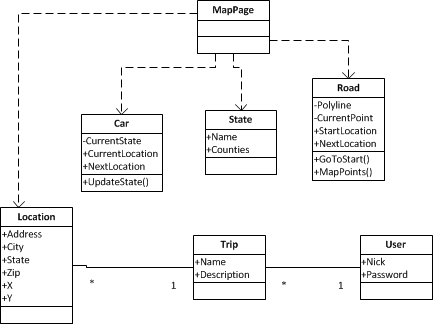 MapPage
Car
-CurrentState
+CurrentLocation
+NextLocation
+UpdateState()
State
+Name
+Counties
Road
-Polyline
-CurrentPoint
+StartLocation
+NextLocation
+GoToStart()
+MapPoints()
Location
+Address
+City
+State
+Zip
+X
+Y
* 1
Trip
+Name
+Description
* 1
User
+Nick
+Password